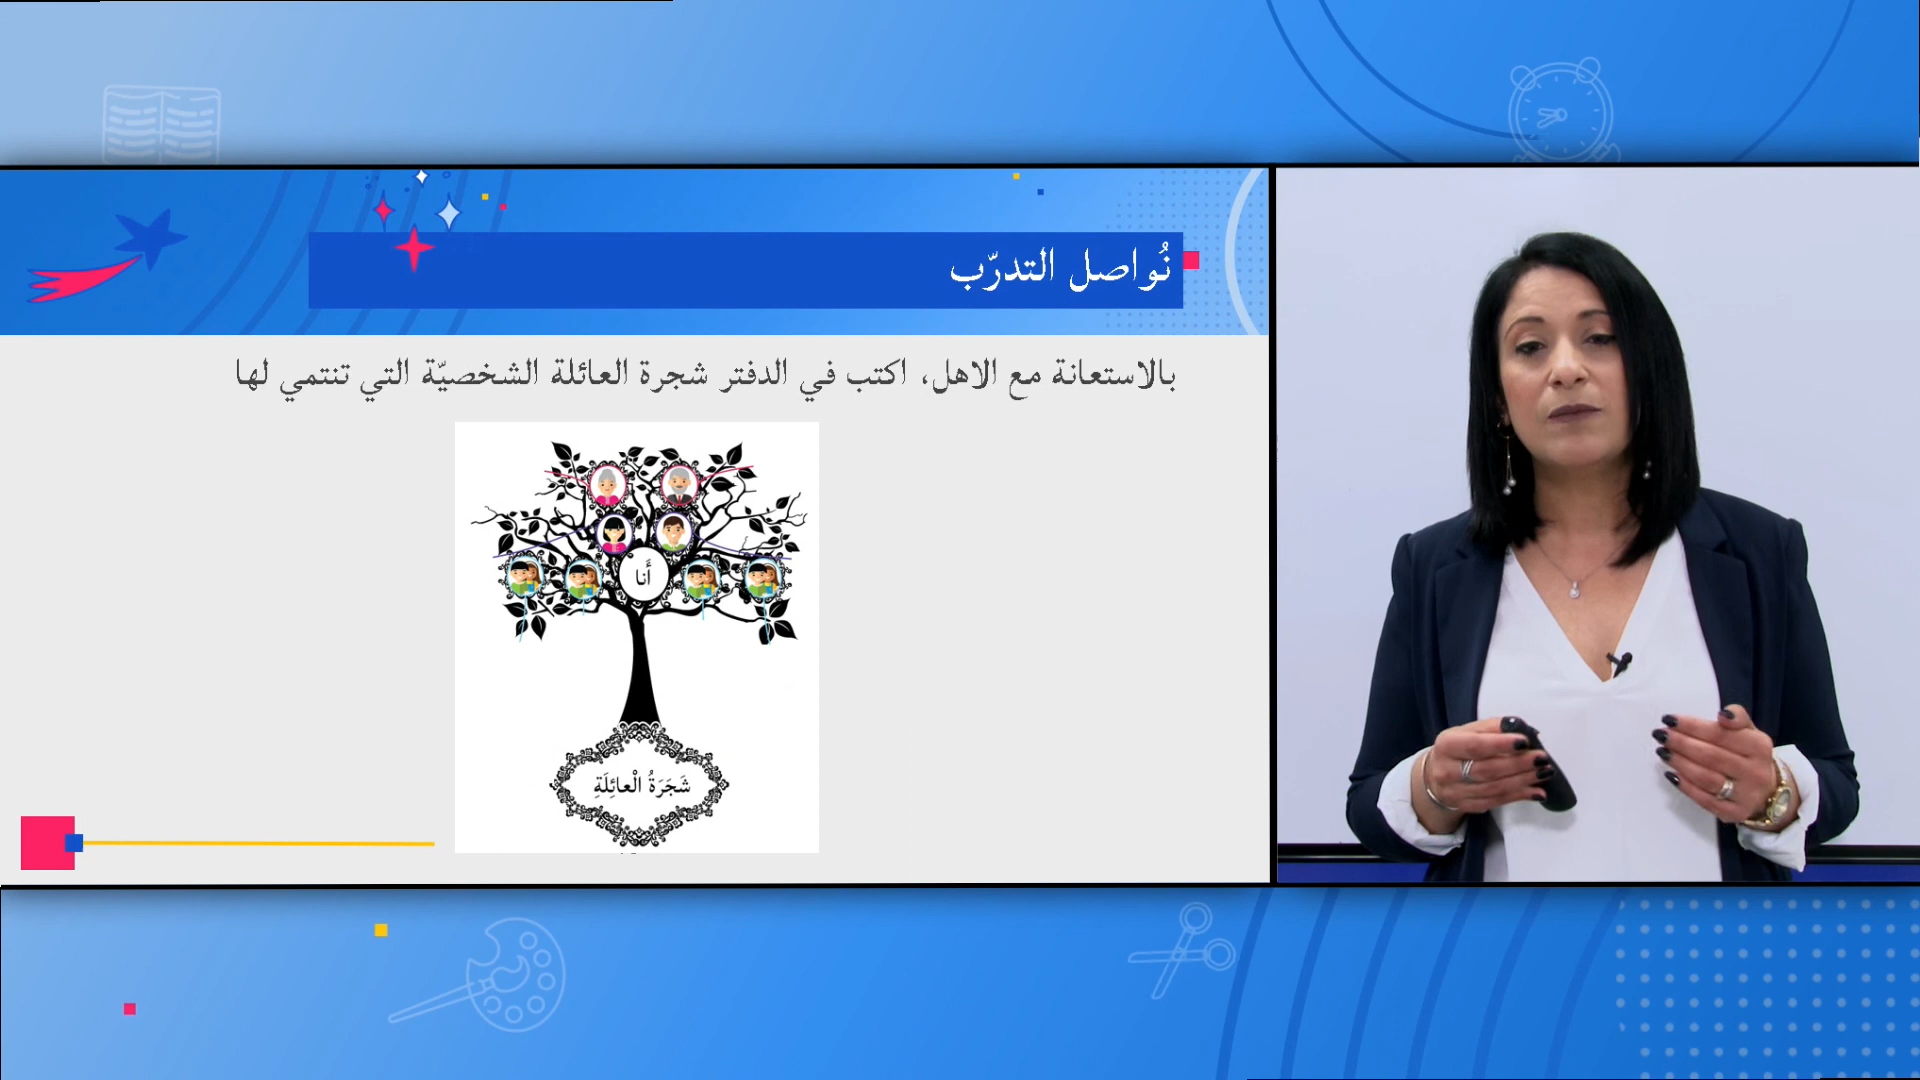 نُواصل التدرّب
بالاستعانة مع الاهل، اكتب في الدفتر شجرة العائلة الشخصيّة التي تنتمي لها
أَنا
شَجَرَةُ الْعائِلَةِ